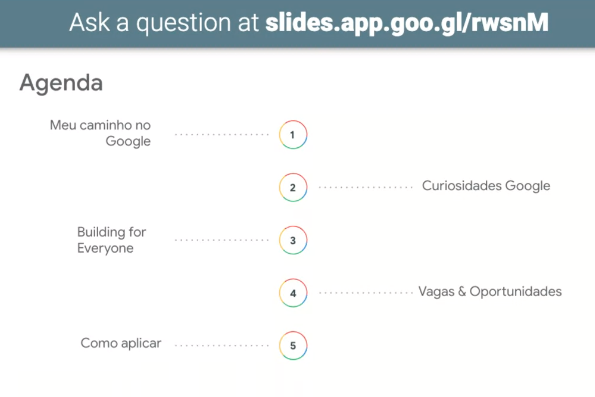 Ask a question at slides.app.goo.gl/rwsnM
Agenda
Meu caminho no
Google
1
2
Curiosidades Google
Building for
Everyone
3
4
Vagas & Oportunidades
Como aplicar
5